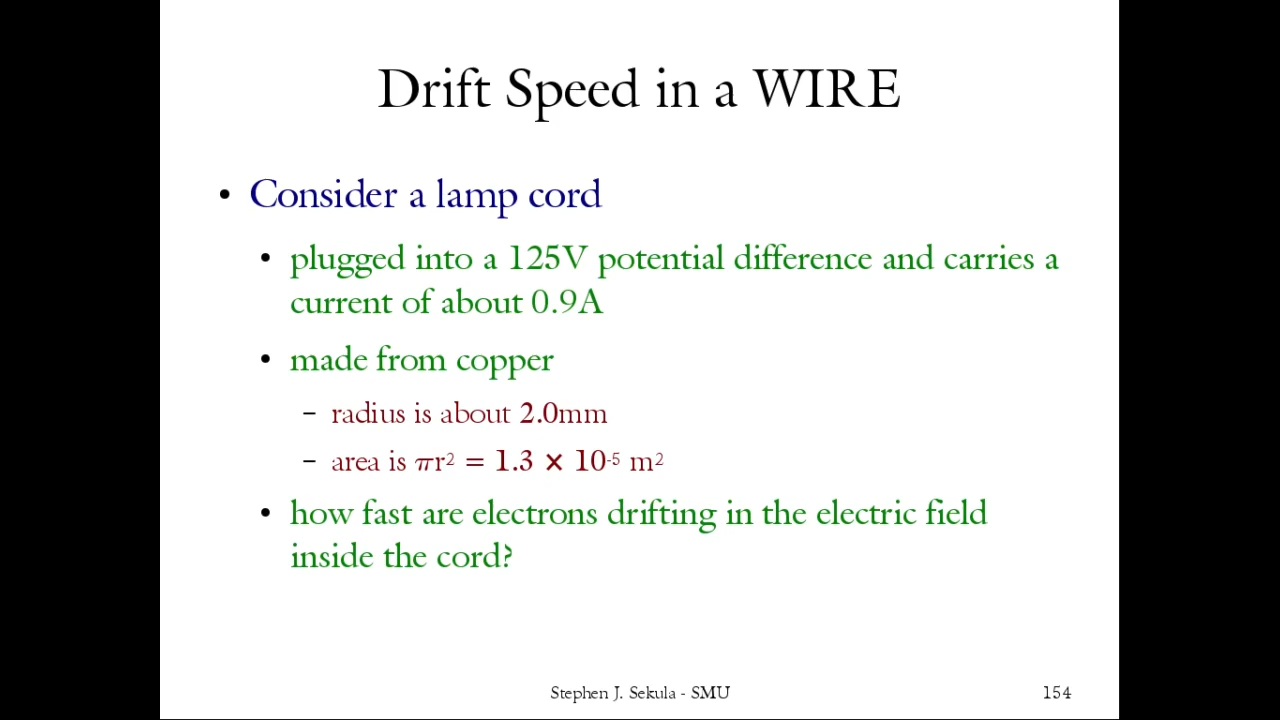 Drift Speed in a WIRE
• Consider a lamp cord
• plugged into a 125V potential difference and carries a
current of about 0.9A
• made from copper
– radius is about 2.0mm
– area is πr² = 1.3 × 10⁻⁵ m²
• how fast are electrons drifting in the electric field
inside the cord?
Stephen J. Sekula - SMU
154